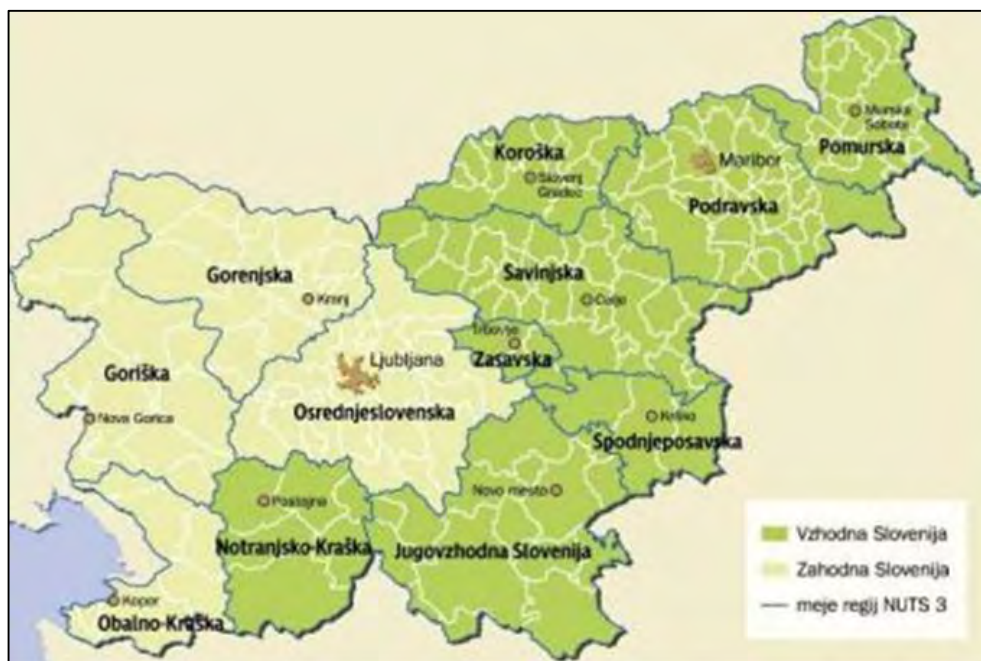 Murska
Sobota
Pomurska
Koroška
Slovenj
Gradec
Maribor
Podravska
Gorenjska
Kranj
Savinjska
Celje
Trbovlje
Zasavska
Ljubljana
Osrednjeslovenska
Goriška
Nova Gorica
Krško
Spodnjeposavska
Postojna
Novo mesto
Notranjsko-Kraška
Jugovzhodna Slovenija
Koper
Obalno-Kraška
Vzhodna Slovenija
Zahodna Slovenija
meje regij NUTS 3